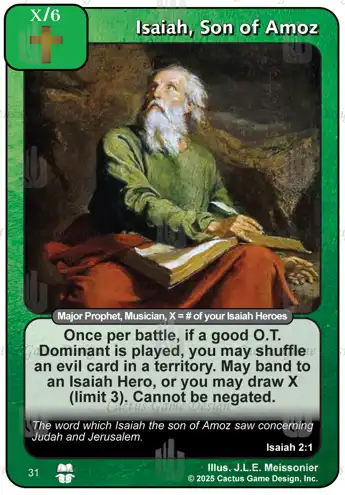 X/6
Isaiah, Son of Amoz
Major Prophet, Musician, X = # of your Isaiah Heroes
Once per battle, if a good O.T.
Dominant is played, you may shuffle
an evil card in a territory. May band to
an Isaiah Hero, or you may draw X
(limit 3). Cannot be negated.
Cactus Game Design
The word which Isaiah the son of Amoz saw concerning
Judah and Jerusalem.
Isaiah 2:1
31
Illus. J.L.E. Meissonier
© 2025 Cactus Game Design, Inc.